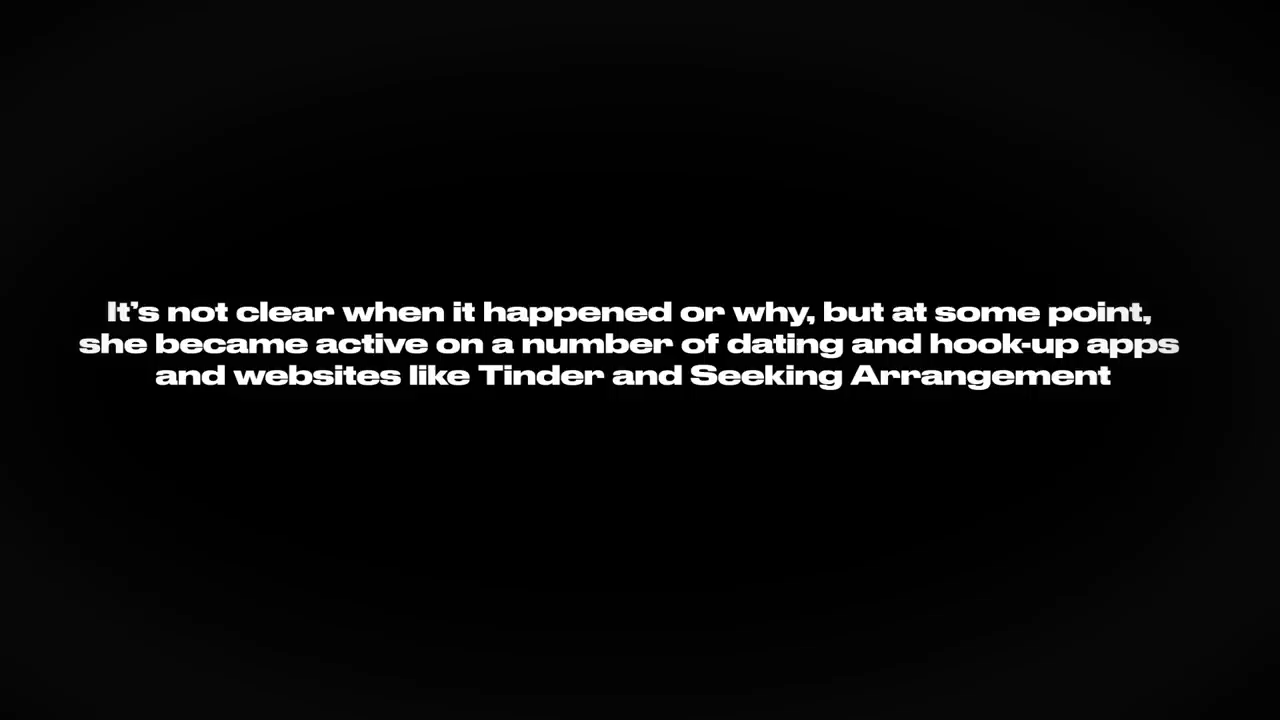 It’s not clear when it happened or why, but at some point,
she became active on a number of dating and hook-up apps
and websites like Tinder and Seeking Arrangement